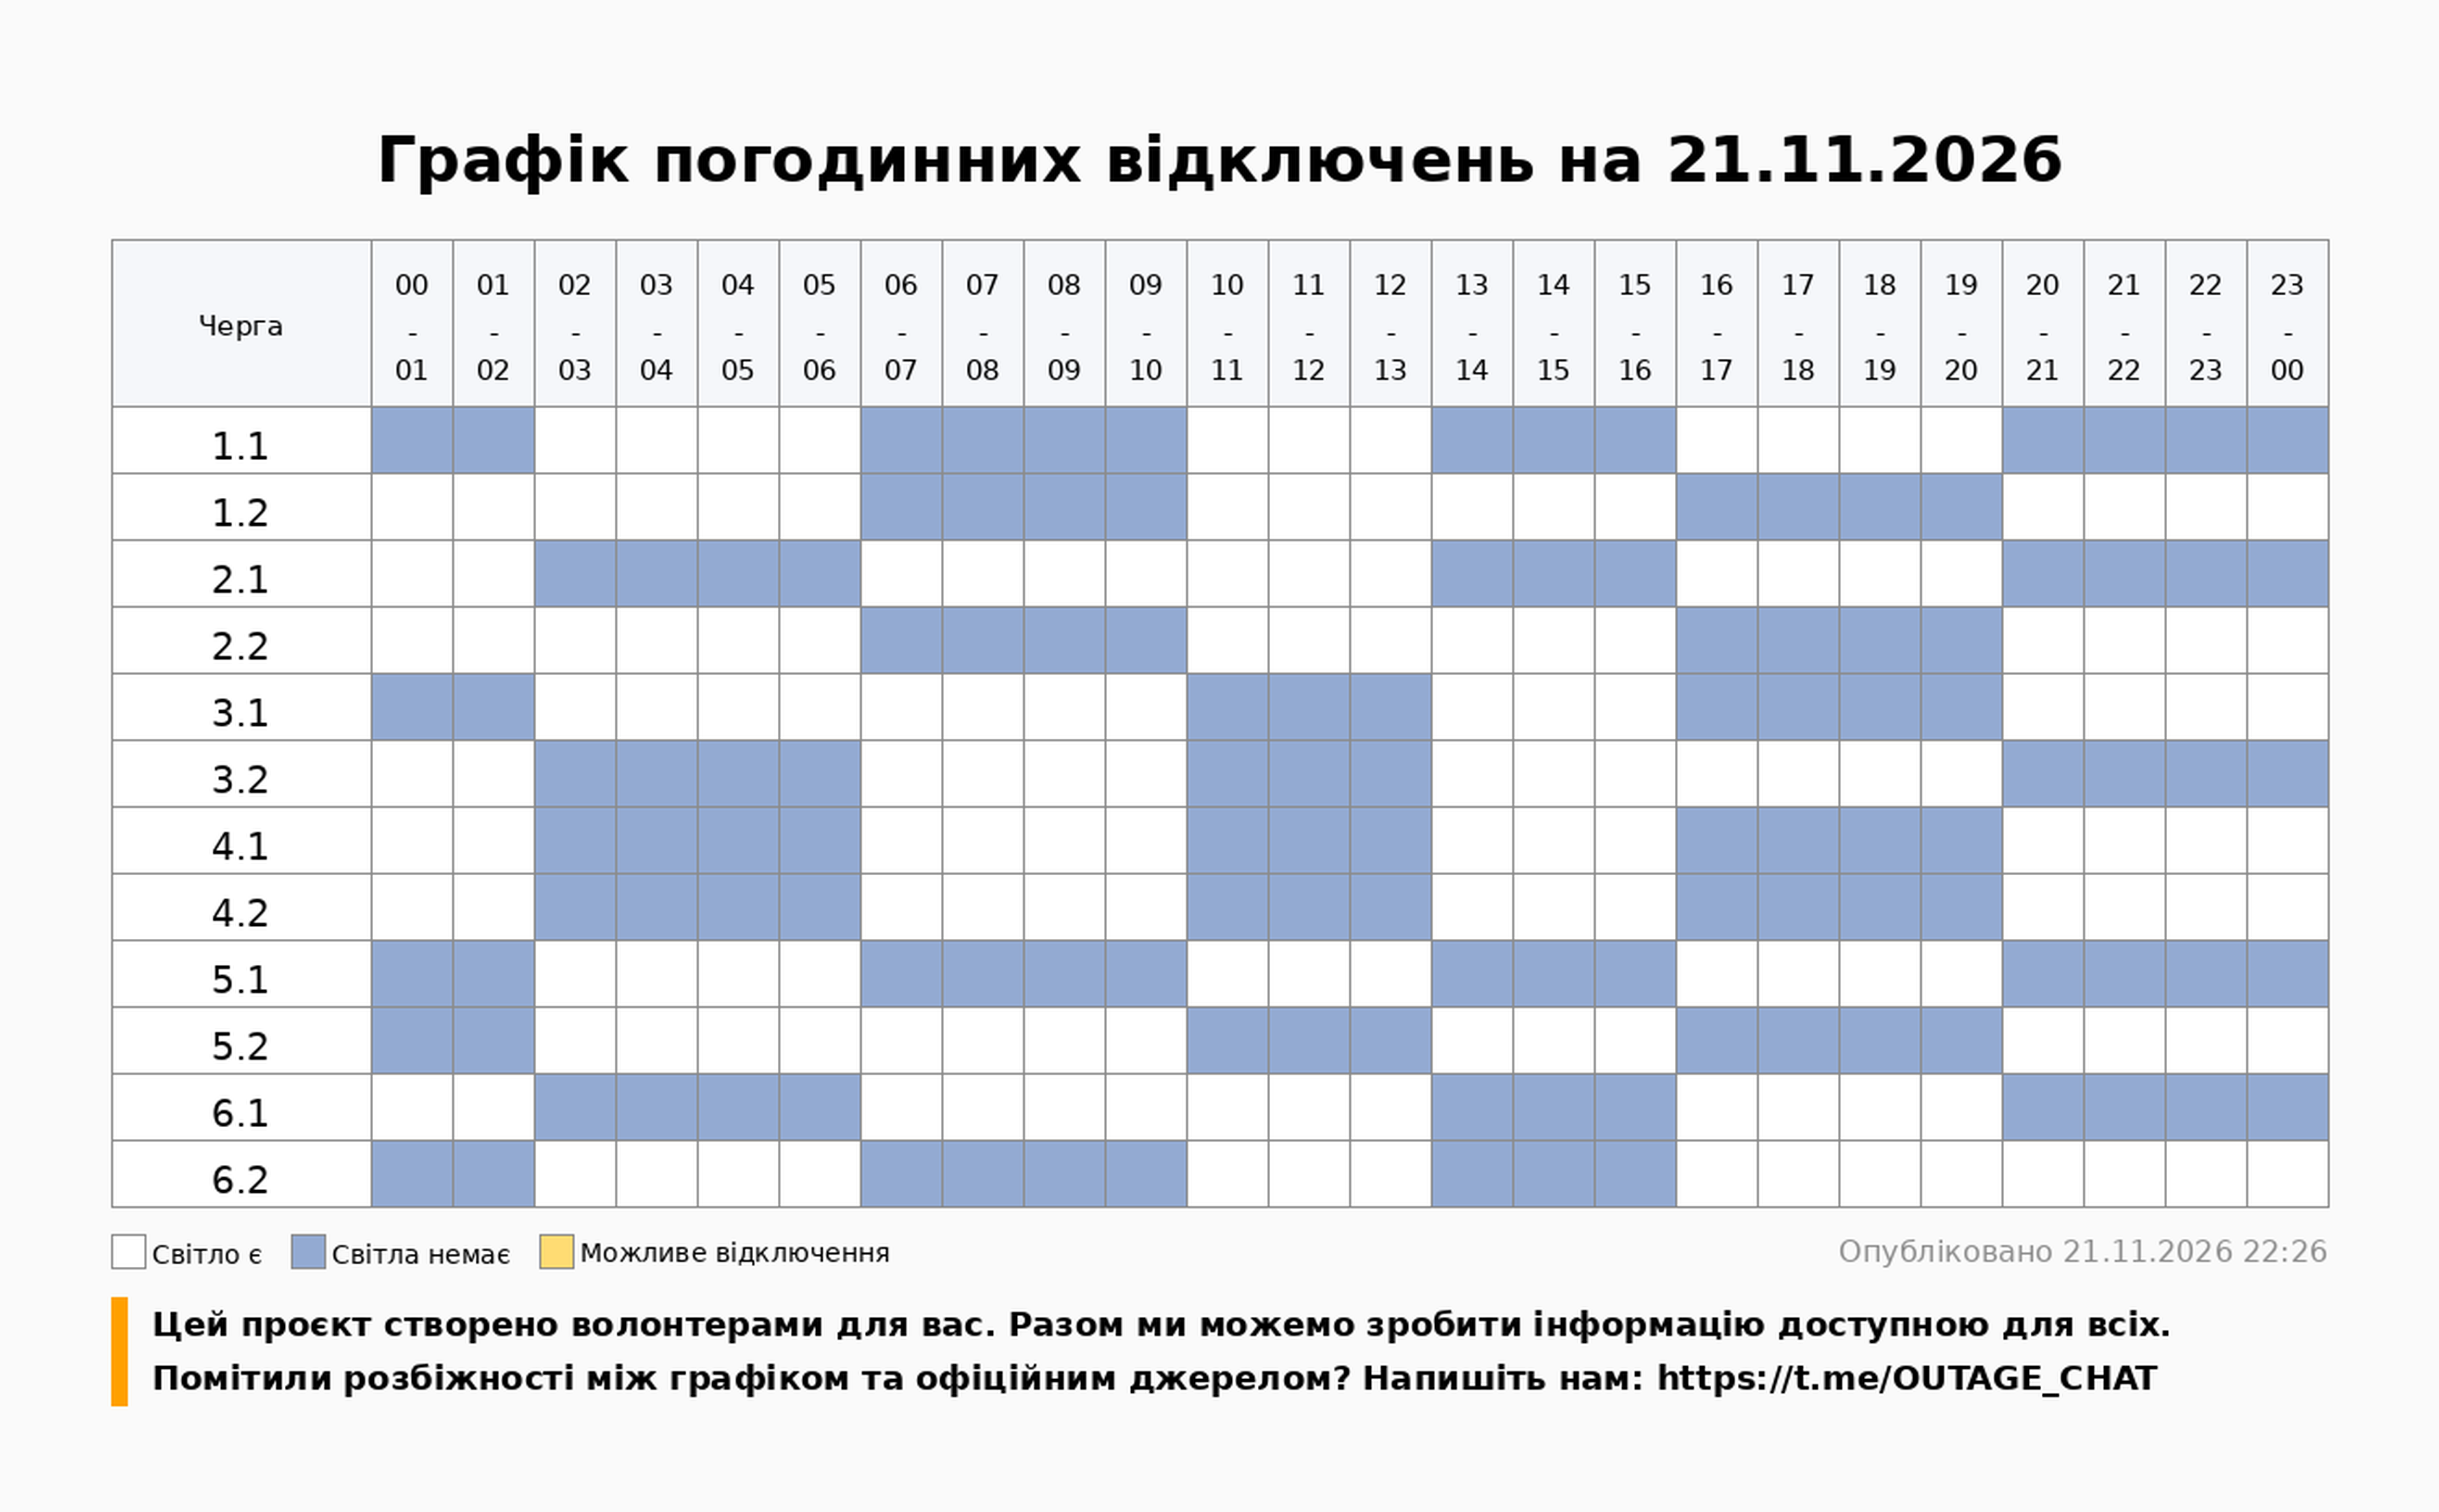 Графік погодинних відключень на 21.11.2026
Черга 00 - 01 01 - 02 02 - 03 03 - 04 04 - 05 05 - 06 06 - 07 07 - 08 08 - 09 09 - 10 10 - 11 11 - 12 12 - 13 13 - 14 14 - 15 15 - 16 16 - 17 17 - 18 18 - 19 19 - 20 20 - 21 21 - 22 22 - 23 23 - 00
1.1
1.2
2.1
2.2
3.1
3.2
4.1
4.2
5.1
5.2
6.1
6.2
Світло є Світла немає Можливе відключення Опубліковано 21.11.2026 22:26
Цей проєкт створено волонтерами для вас. Разом ми можемо зробити інформацію доступною для всіх.
Помітили розбіжності між графіком та офіційним джерелом? Напишіть нам: https://t.me/OUTAGE_CHAT